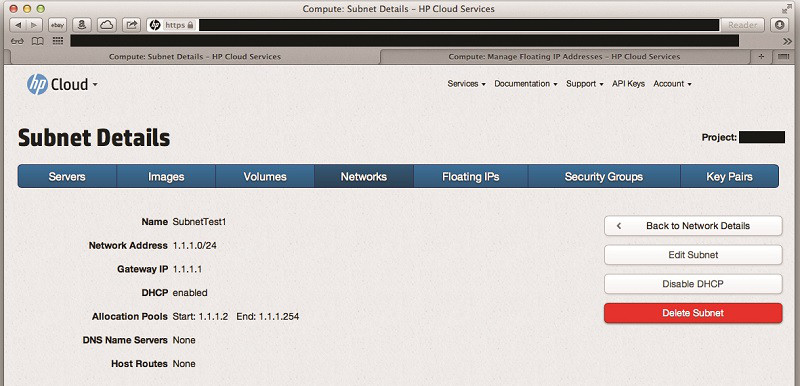 Compute: Subnet Details – HP Cloud Services
ebay hp https Reader
Compute: Subnet Details – HP Cloud Services Compute: Manage Floating IP Addresses – HP Cloud Services +
hp Cloud Services Documentation Support API Keys Account
Subnet Details
Project:
Servers Images Volumes Networks Floating IPs Security Groups Key Pairs
Name SubnetTest1
Back to Network Details
Network Address 1.1.1.0/24
Edit Subnet
Gateway IP 1.1.1.1
Disable DHCP
DHCP enabled
Allocation Pools Start: 1.1.1.2 End: 1.1.1.254
Delete Subnet
DNS Name Servers None
Host Routes None